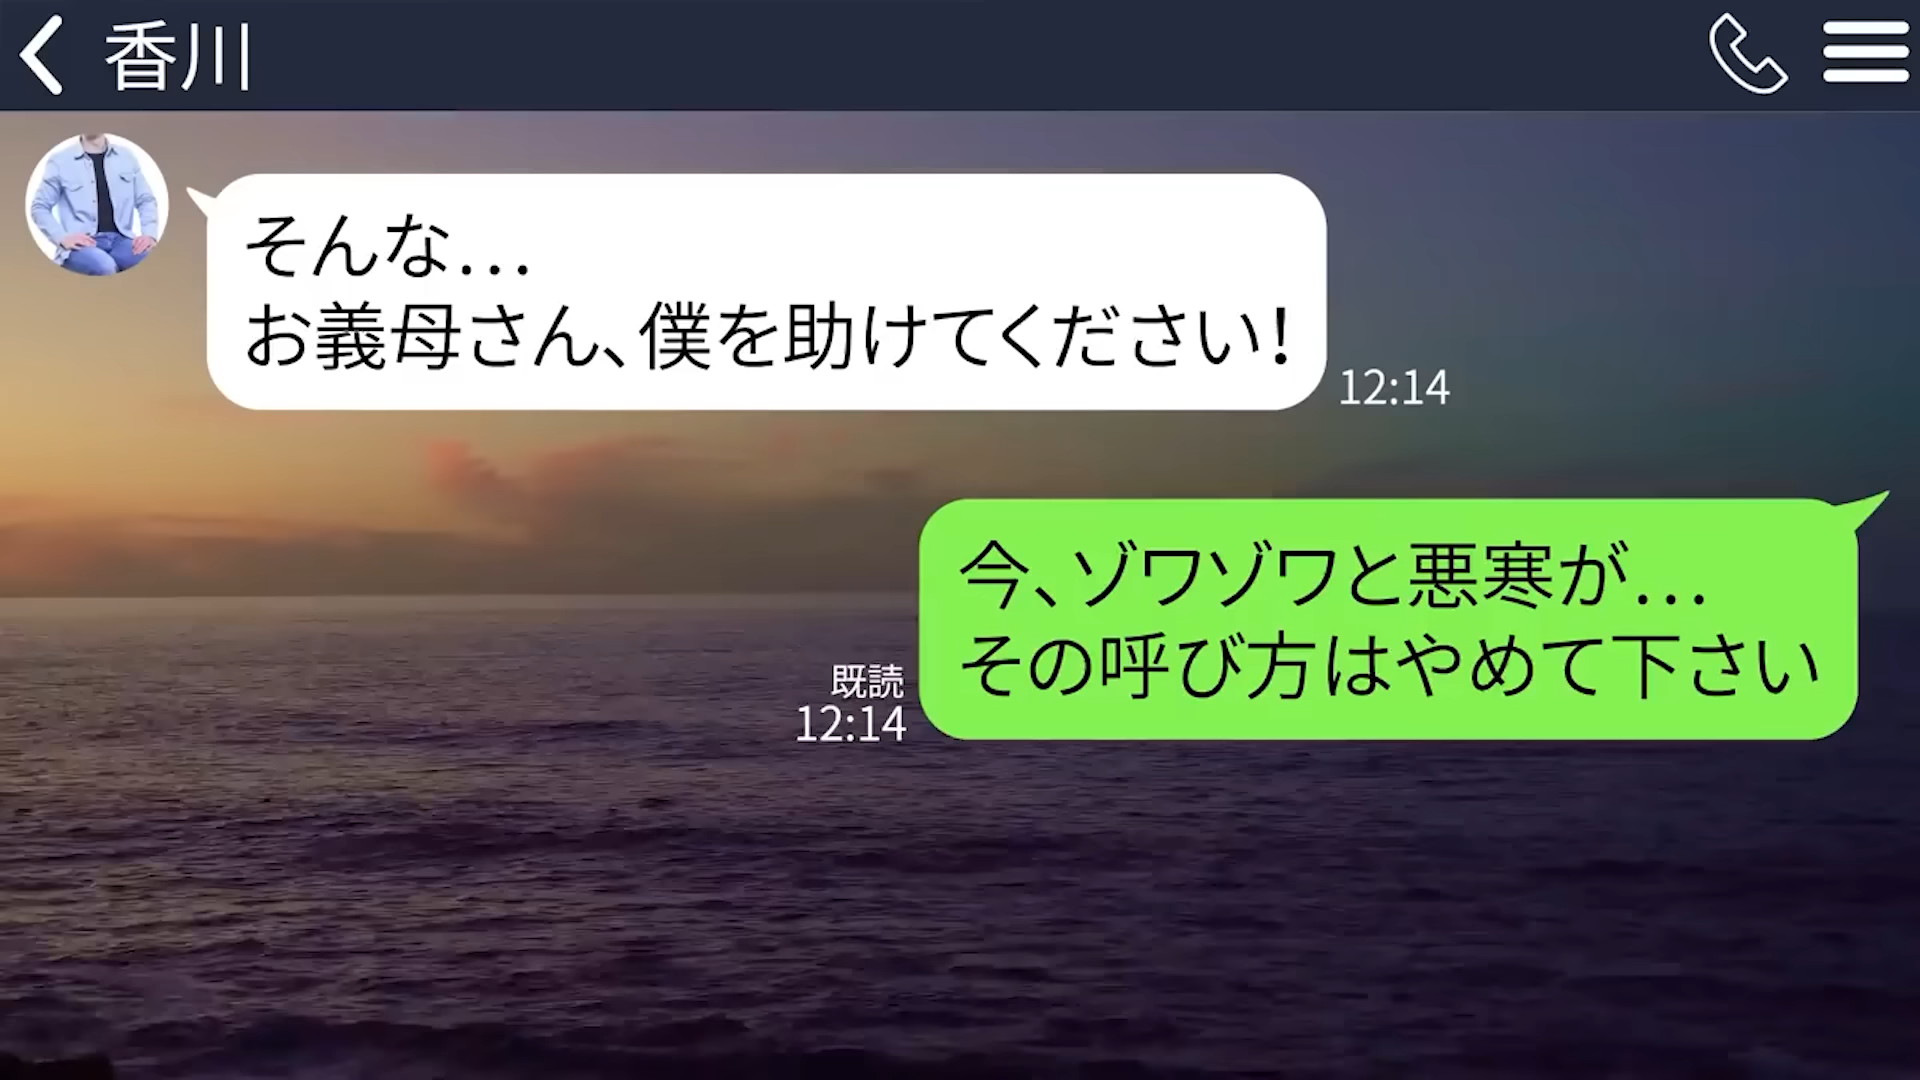 香川
そんな…
お義母さん、僕を助けてください！
12:14
今、ゾワゾワと悪寒が…
その呼び方はやめて下さい
既読
12:14